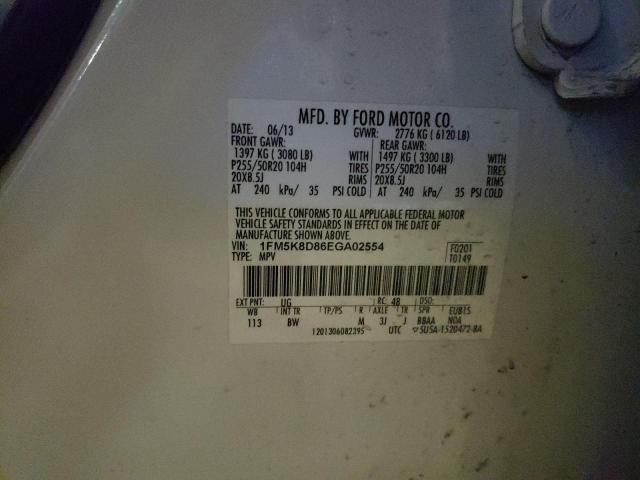 MFD. BY FORD MOTOR CO.
DATE: 06/13 GVWR: 2776 KG ( 6120 LB)
FRONT GAWR: REAR GAWR:
1397 KG ( 3080 LB) WITH 1497 KG ( 3300 LB) WITH
P255/50R20 104H TIRES P255/50R20 104H TIRES
20X8.5J RIMS 20X8.5J RIMS
AT 240 kPa/ 35 PSI COLD AT 240 kPa/ 35 PSI COLD
THIS VEHICLE CONFORMS TO ALL APPLICABLE FEDERAL MOTOR
VEHICLE SAFETY STANDARDS IN EFFECT ON THE DATE OF
MANUFACTURE SHOWN ABOVE.
VIN: 1FM5K8D86EGA02554 F0201
TYPE: MPV T0149
EXT PNT: UG RC: 48 DSO:
WB INT TR TP/PS R AXLE TR SPR EUB15
113 BW M 3J J BBAA NOA
1201306082395 UTC 5USA-1520472-BA